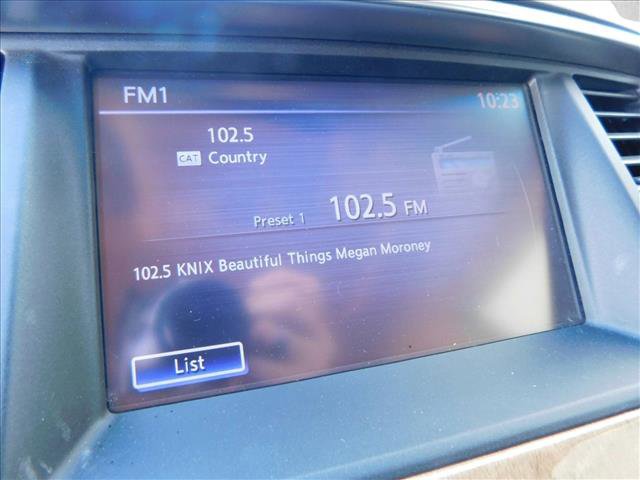 FM1 10:23
102.5
CAT Country
Preset 1 102.5 FM
102.5 KNIX Beautiful Things Megan Moroney
List